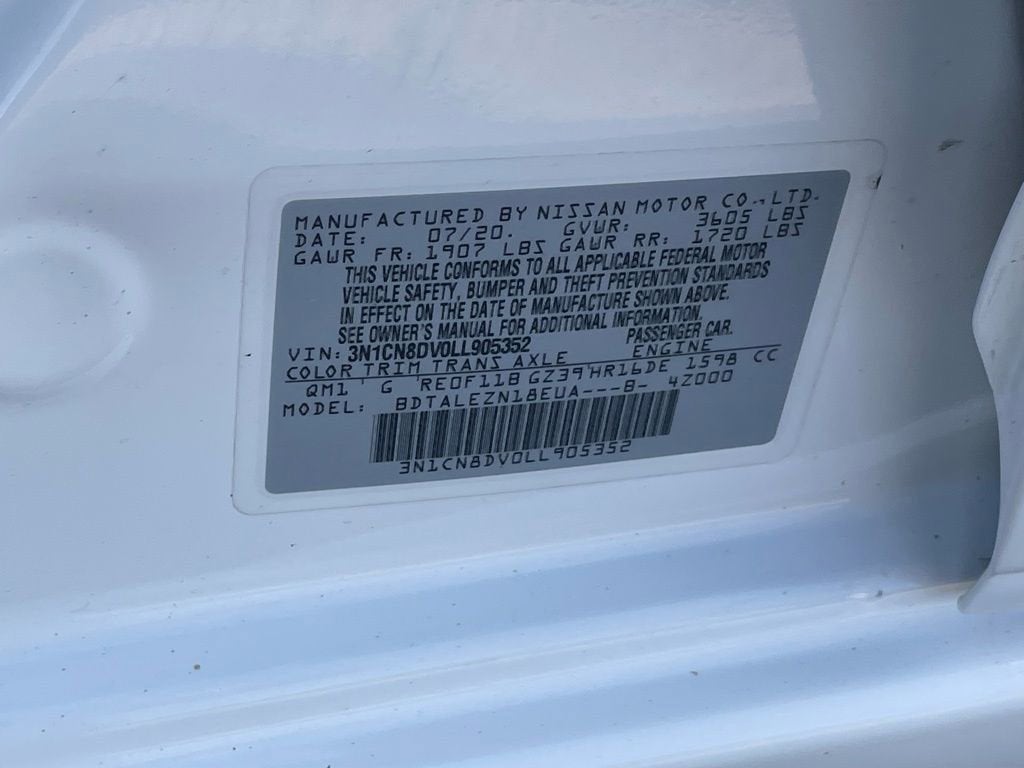 MANUFACTURED BY NISSAN MOTOR CO.,LTD.
DATE: 07/20. GVWR: 3605 LBS
GAWR FR: 1907 LBS GAWR RR: 1720 LBS
THIS VEHICLE CONFORMS TO ALL APPLICABLE FEDERAL MOTOR
VEHICLE SAFETY, BUMPER AND THEFT PREVENTION STANDARDS
IN EFFECT ON THE DATE OF MANUFACTURE SHOWN ABOVE.
SEE OWNER'S MANUAL FOR ADDITIONAL INFORMATION.
VIN: 3N1CN8DV0LL905352 PASSENGER CAR.
COLOR TRIM TRANS AXLE ENGINE
QM1 G RE0F11B GZ39 HR16DE 1598 CC
MODEL: BDTALEZN18EUA---B- 4Z000
3N1CN8DV0LL905352